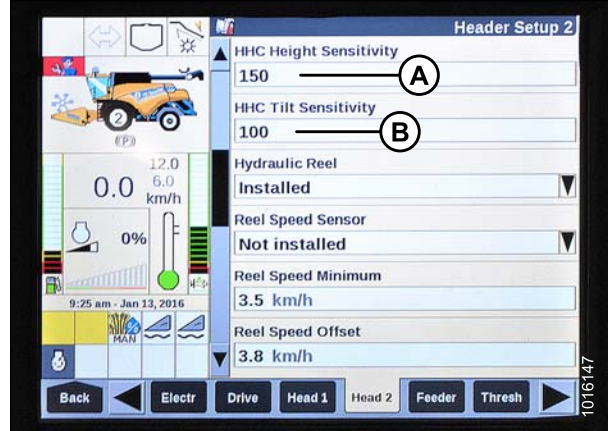 Header Setup 2
HHC Height Sensitivity
150
A
HHC Tilt Sensitivity
100
B
Hydraulic Reel
Installed
Reel Speed Sensor
Not installed
Reel Speed Minimum
3.5 km/h
Reel Speed Offset
3.8 km/h
2
(P)
12.0
0.0
6.0
km/h
0%
9:25 am - Jan 13, 2016
MAN
Back
Electr
Drive
Head 1
Head 2
Feeder
Thresh
1016147